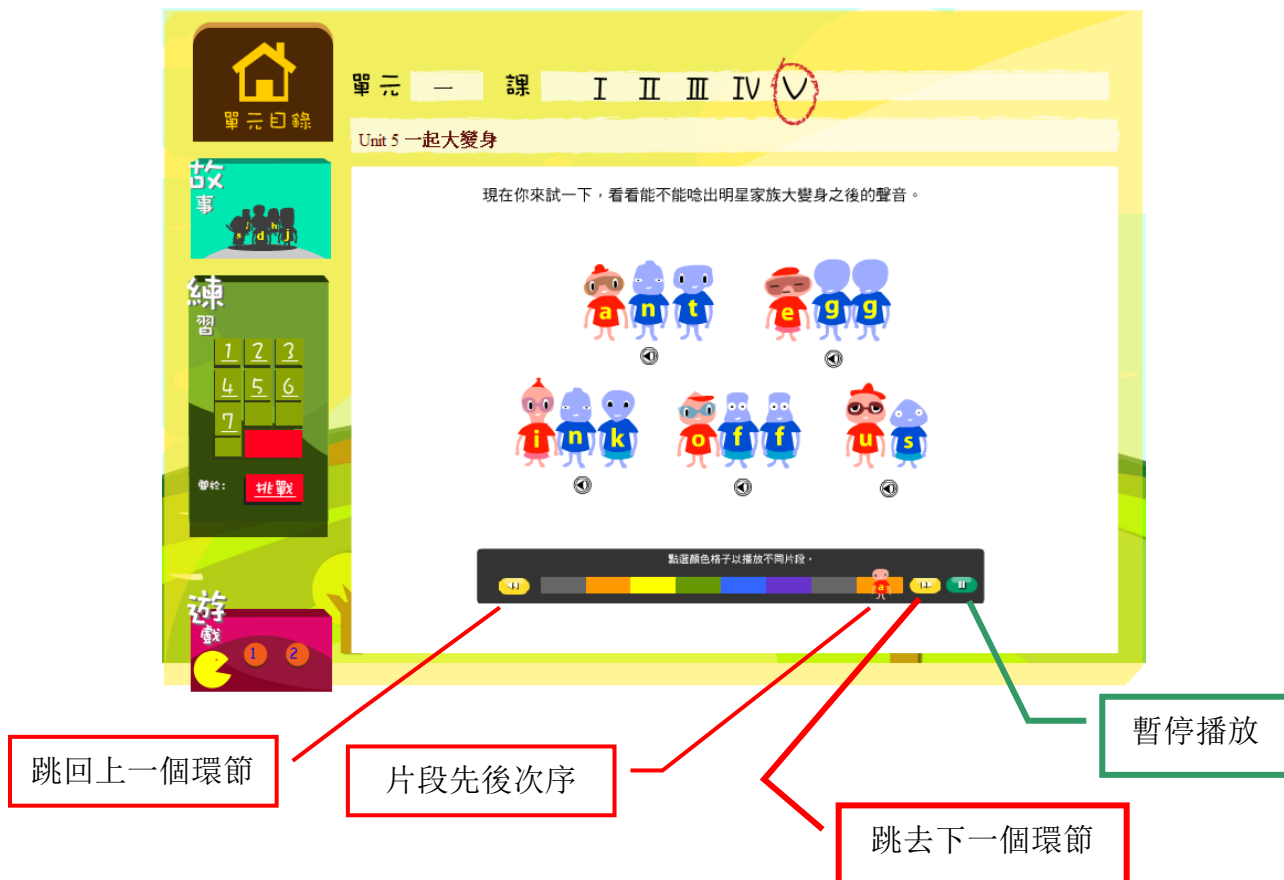 單元目錄
單元 一 課 I II III IV V
Unit 5 一起大變身
故事
s d h j
練習
1 2 3
4 5 6
7
挑戰
遊戲
1 2
現在你來試一下，看看能不能唸出明星家族大變身之後的聲音。
a n t e g g
i n k o f f u s
點選顏色格子以播放不同片段。
a
跳回上一個環節
片段先後次序
跳去下一個環節
暫停播放